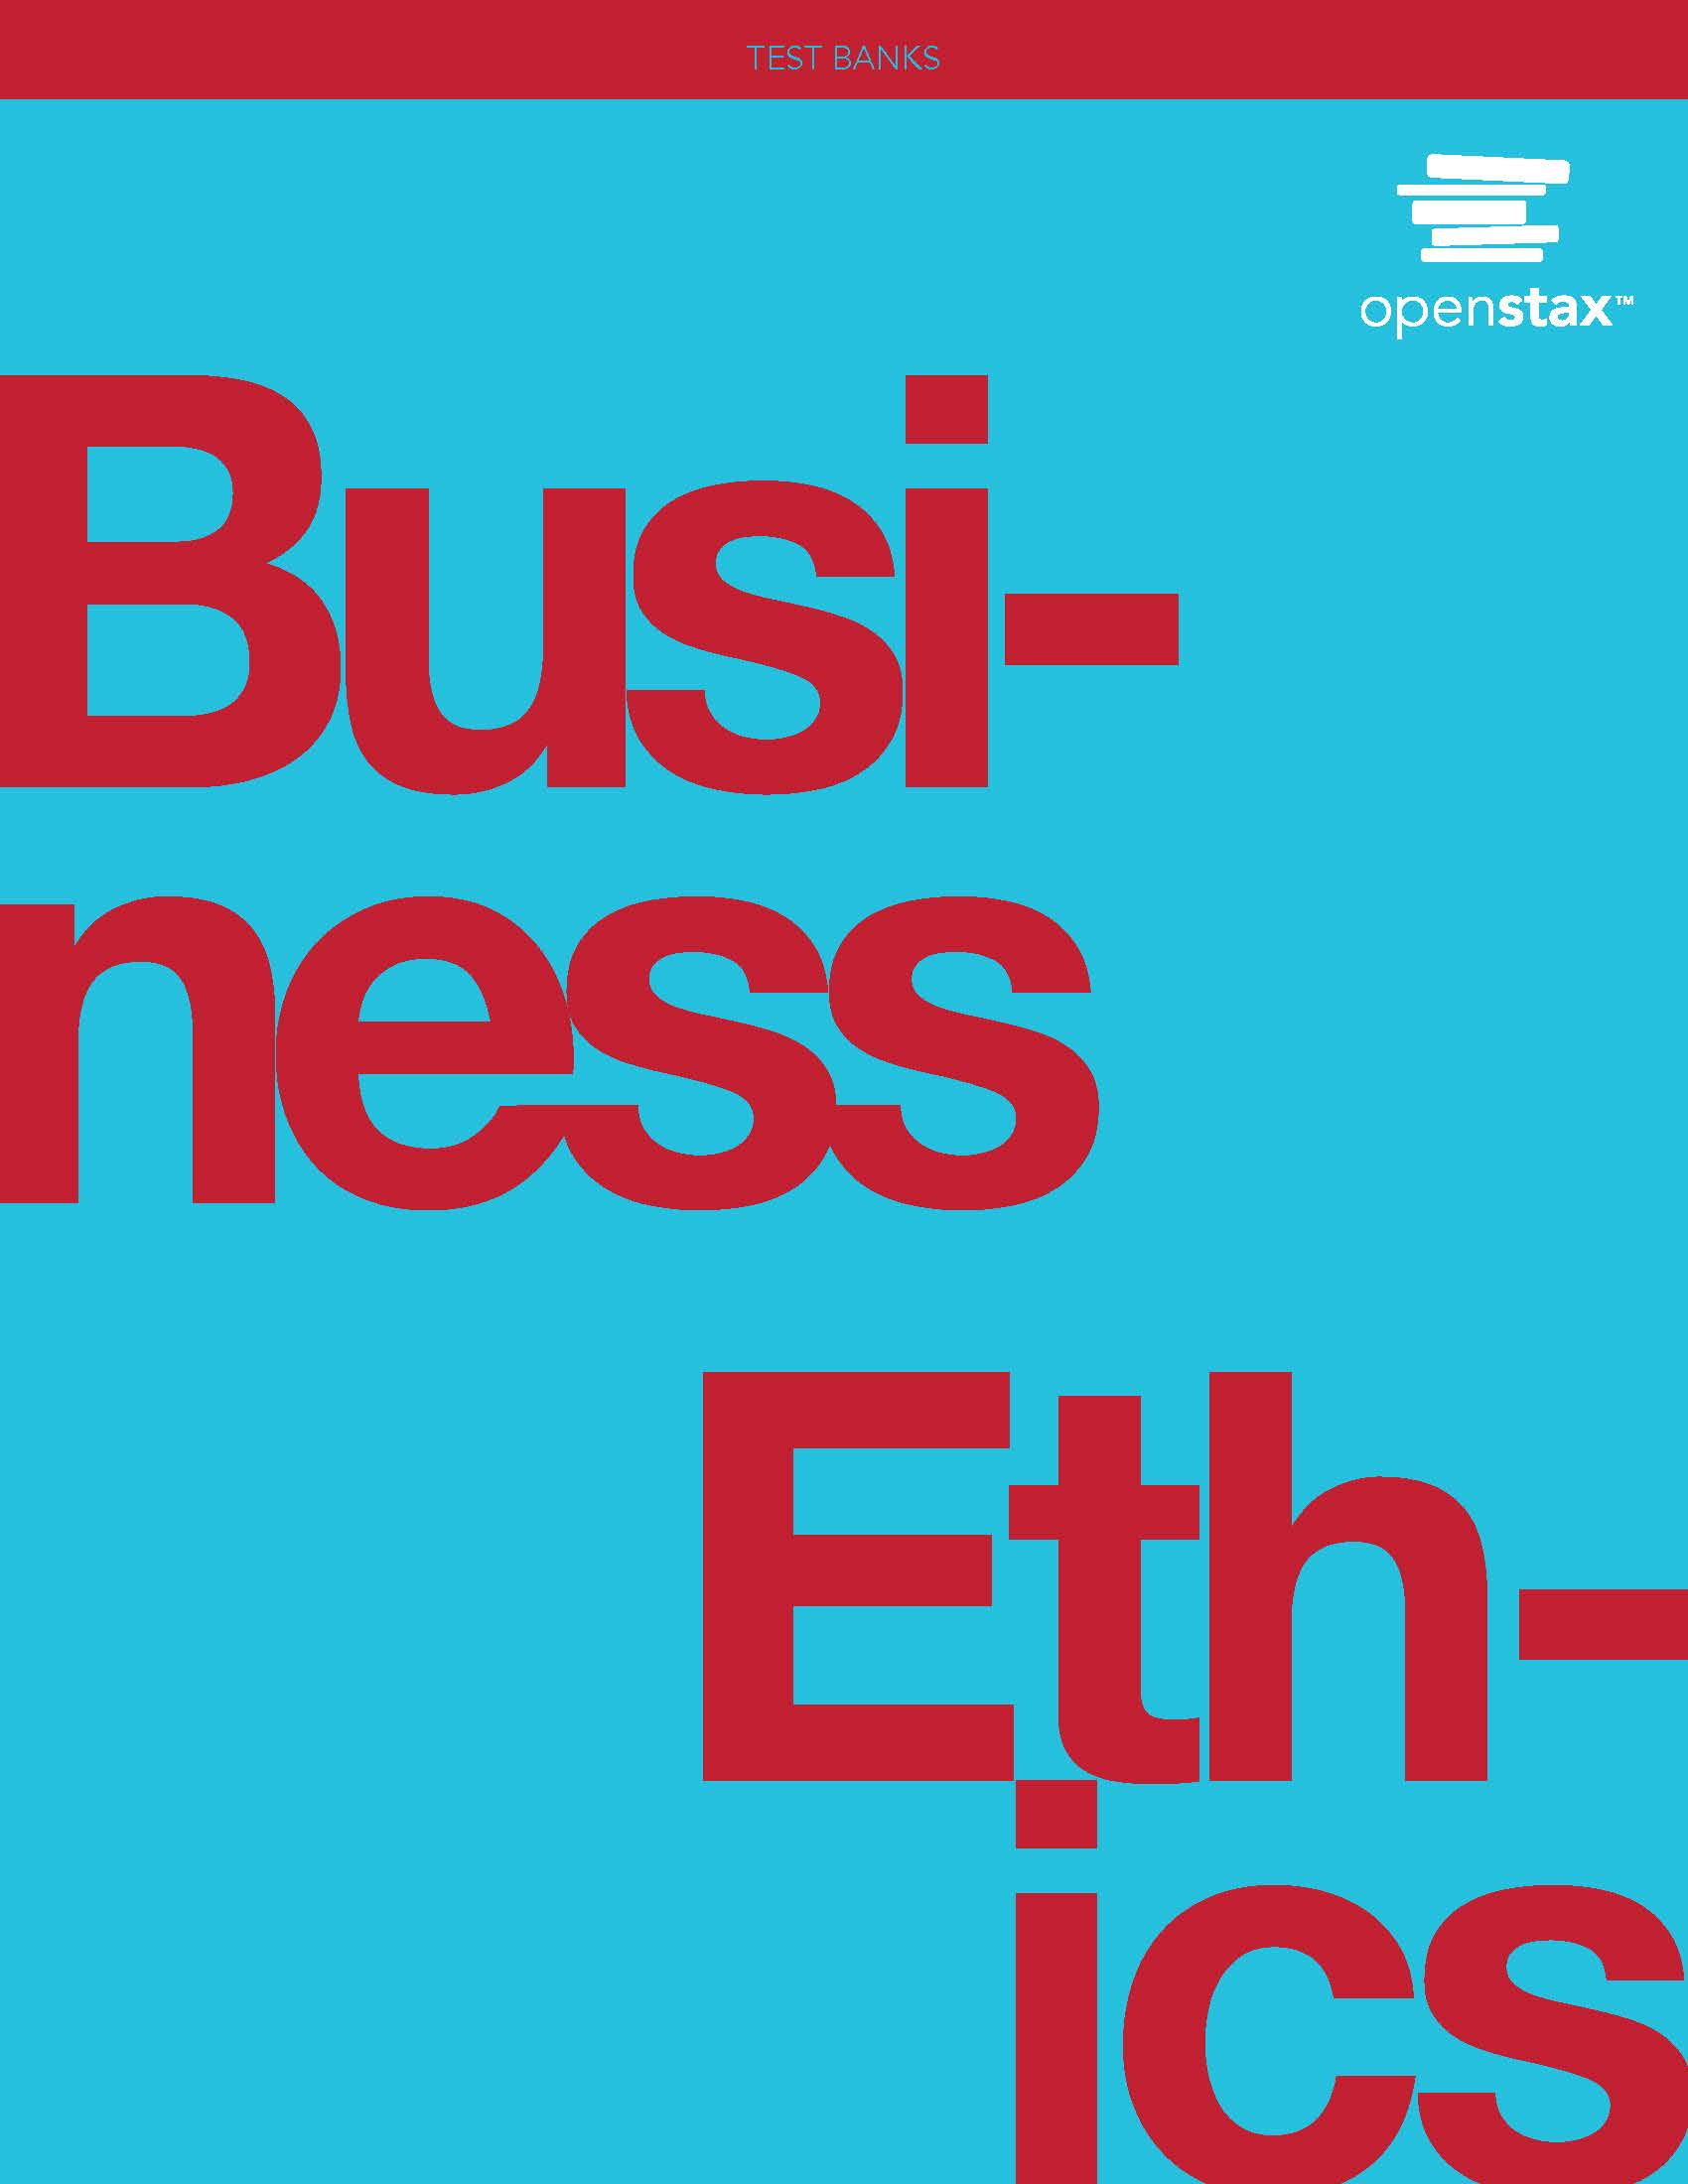 TEST BANKS
openstax™
Busi-
ness
Eth-
ics